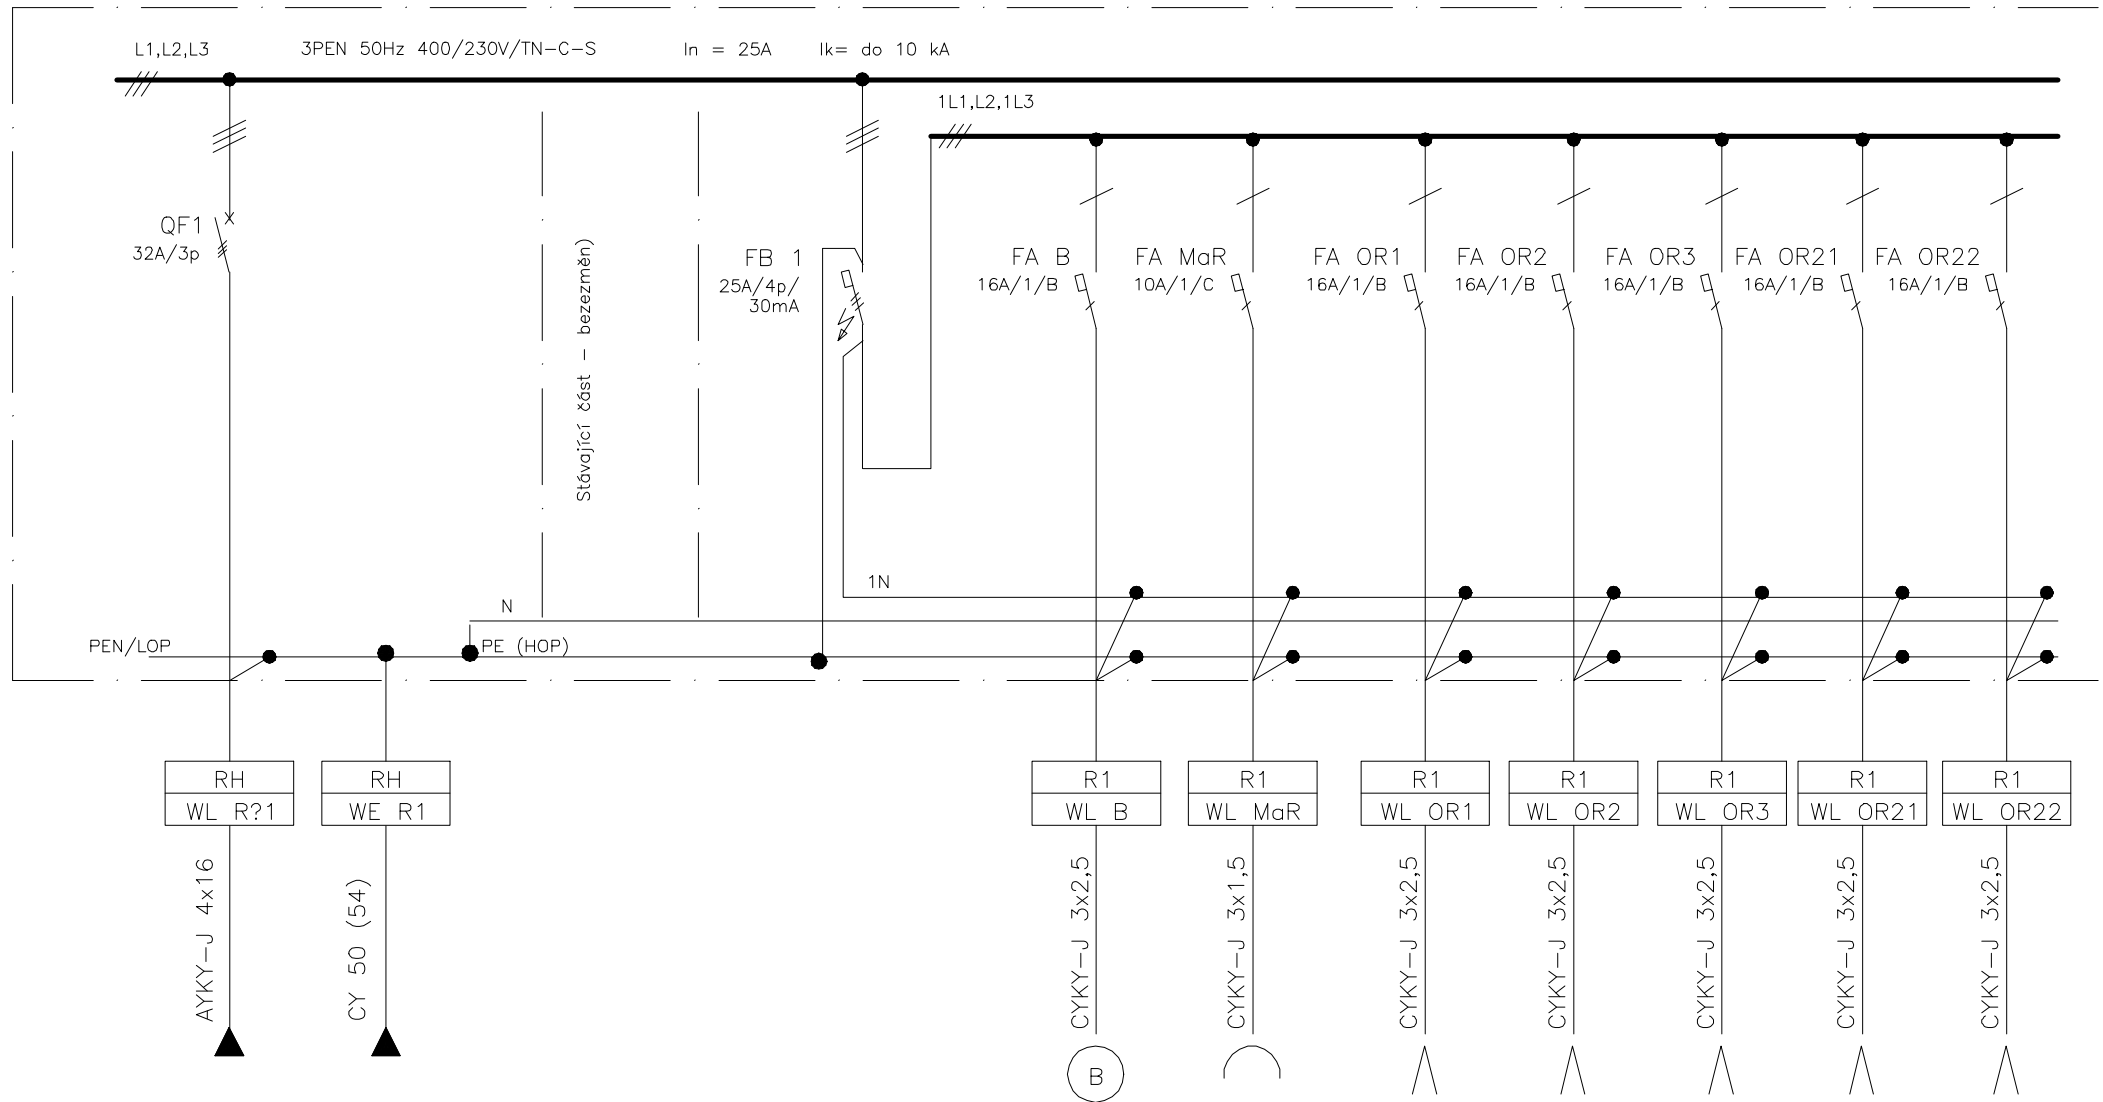 L1,L2,L3
3PEN 50Hz 400/230V/TN-C-S
In = 25A
Ik= do 10 kA
1L1,L2,1L3
QF1
32A/3p
Stávající část - bezezměn)
FB 1
25A/4p/
30mA
FA B
16A/1/B
FA MaR
10A/1/C
FA OR1
16A/1/B
FA OR2
16A/1/B
FA OR3
16A/1/B
FA OR21
16A/1/B
FA OR22
16A/1/B
1N
N
PEN/LOP
PE (HOP)
RH
WL R?1
RH
WE R1
R1
WL B
R1
WL MaR
R1
WL OR1
R1
WL OR2
R1
WL OR3
R1
WL OR21
R1
WL OR22
AYKY-J 4x16
CY 50 (54)
CYKY-J 3x2,5
CYKY-J 3x1,5
CYKY-J 3x2,5
CYKY-J 3x2,5
CYKY-J 3x2,5
CYKY-J 3x2,5
CYKY-J 3x2,5
B